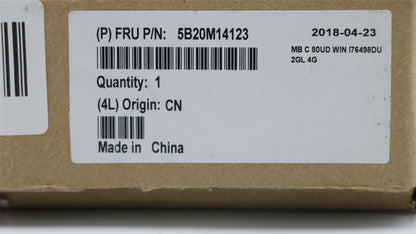 (P) FRU P/N: 5B20M14123
2018-04-23
MB C 80UD WIN I76498DU
2GL 4G
Quantity: 1
(4L) Origin: CN
Made in China